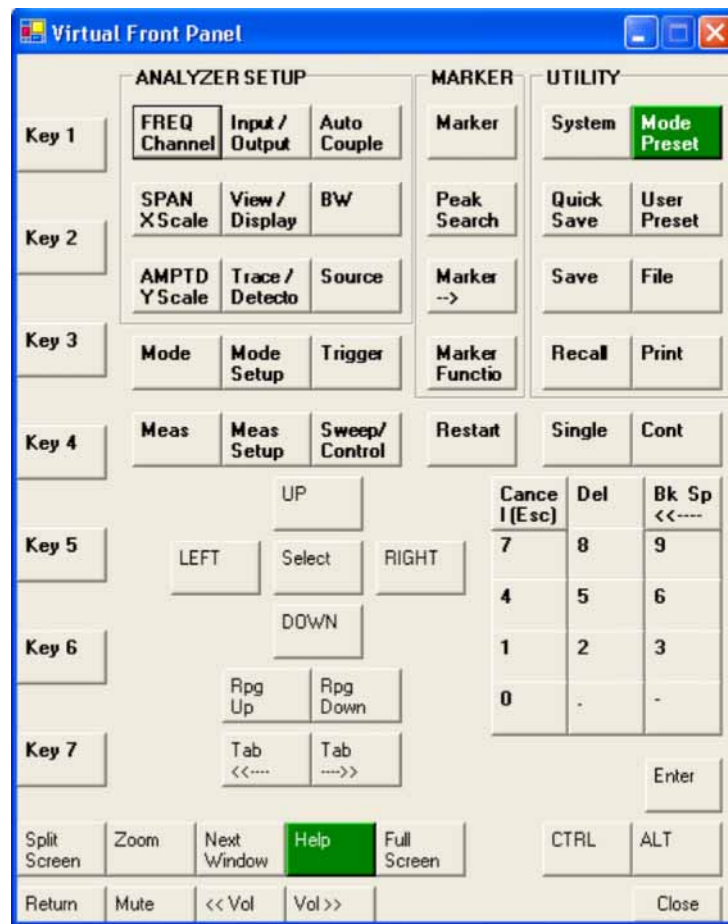 Virtual Front Panel
ANALYZER SETUP MARKER UTILITY
Key 1
FREQ
Channel
Input /
Output
Auto
Couple
Marker
System
Mode
Preset
Key 2
SPAN
X Scale
View /
Display
BW
Peak
Search
Quick
Save
User
Preset
AMPTD
Y Scale
Trace /
Detecto
Source
Marker
-->
Save
File
Key 3
Mode
Mode
Setup
Trigger
Marker
Functio
Recall
Print
Key 4
Meas
Meas
Setup
Sweep/
Control
Restart
Single
Cont
UP
Cance
l (Esc)
Del
Bk Sp
<<----
Key 5
LEFT
Select
RIGHT
7 8 9
4 5 6
DOWN
Key 6
1 2 3
Rpg
Up
Rpg
Down
0 . -
Key 7
Tab
<<----
Tab
---->>
Enter
Split
Screen
Zoom
Next
Window
Help
Full
Screen
CTRL
ALT
Return
Mute
<< Vol
Vol >>
Close